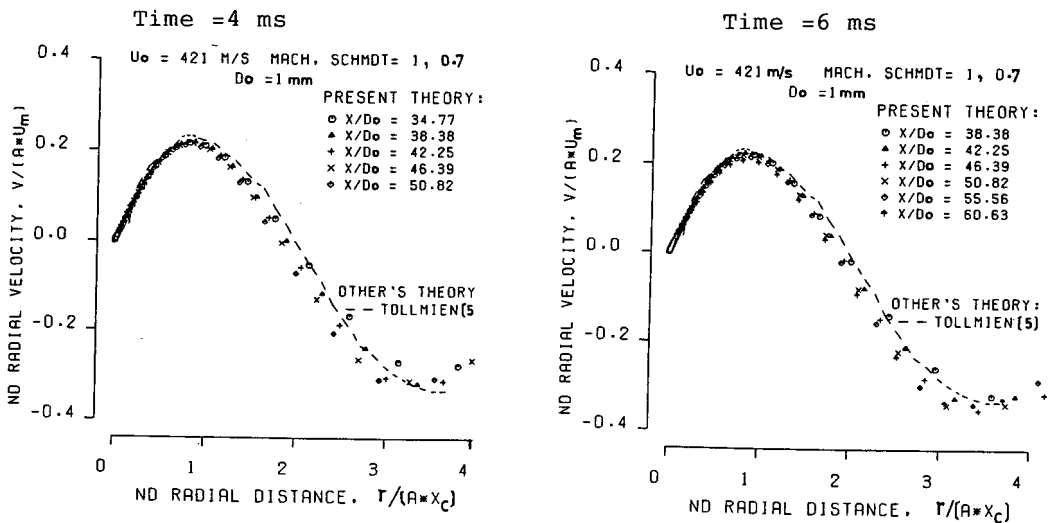 Time =4 ms
Uo = 421 M/S MACH, SCHMDT= 1, 0.7
Do =1mm
PRESENT THEORY:
X/Do = 34.77
X/Do = 38.38
X/Do = 42.25
X/Do = 46.39
X/Do = 50.82
OTHER'S THEORY
TOLLMIEN(5
0.4
0.2
0.0
-0.2
-0.4
ND RADIAL VELOCITY, V/(A*Um)
0 1 2 3 4
ND RADIAL DISTANCE, r/(A*Xc)
Time =6 ms
Uo = 421 m/s MACH. SCHMDT= 1, 0.7
Do =1mm
PRESENT THEORY:
X/Do = 38.38
X/Do = 42.25
X/Do = 46.39
X/Do = 50.82
X/Do = 55.56
X/Do = 60.63
OTHER'S THEORY:
TOLLMIEN(5)
0.4
0.2
0.0
-0.2
-0.4
ND RADIAL VELOCITY, V/(A*Um)
0 1 2 3 4
ND RADIAL DISTANCE, r/(A*Xc)